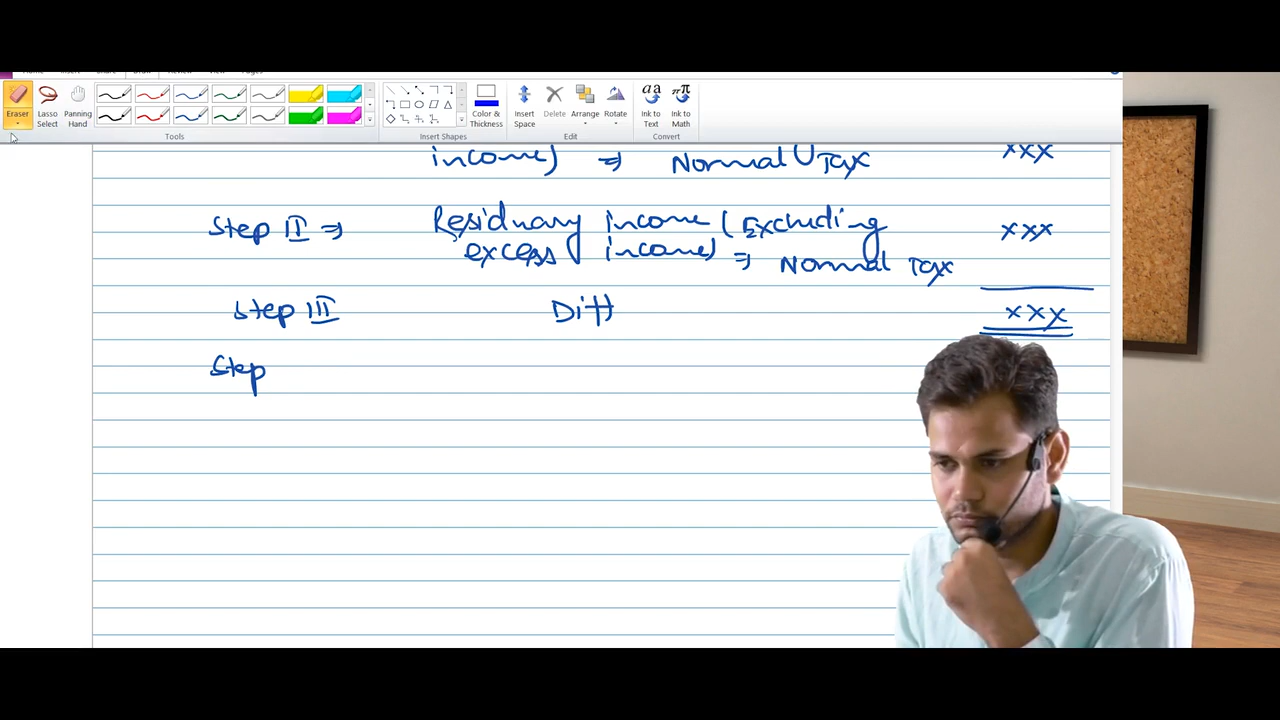 Eraser
Lasso
Select
Panning
Hand
Color &
Thickness
Insert
Space
Delete
Arrange
Rotate
Ink to
Text
Ink to
Math
Tools
Insert Shapes
Edit
Convert
income) ⇒ Normal Tax xxx
Step II ⇒ Residuary income (Excluding xxx
excess income) ⇒ Normal Tax
Step III Diff xxx
Step